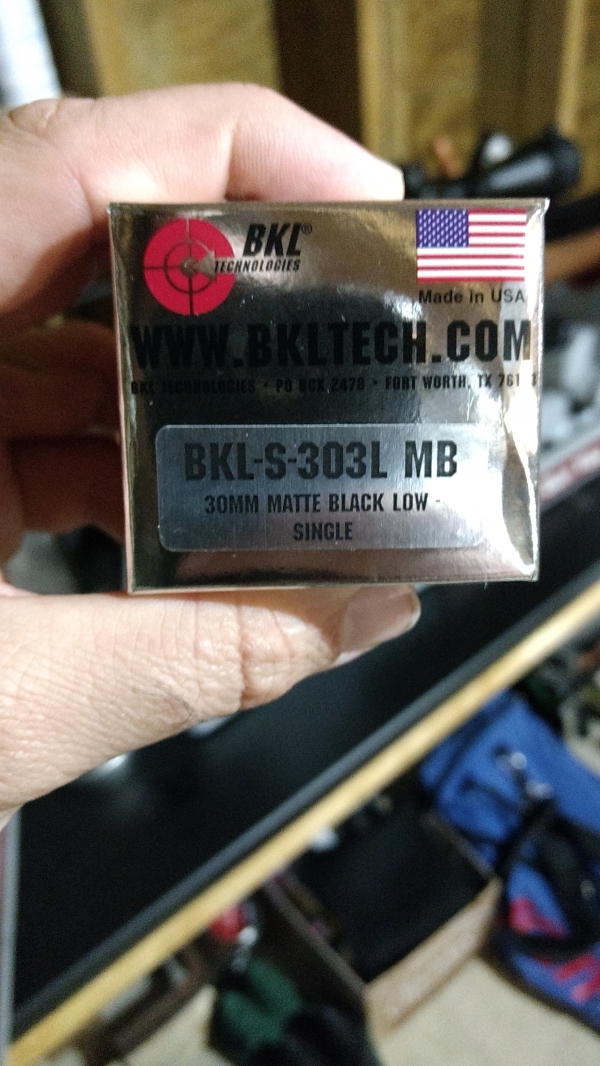 BKL®
TECHNOLOGIES
Made in USA
WWW.BKLTECH.COM
BKL TECHNOLOGIES • PO BOX 2478 • FORT WORTH, TX
BKL-S-303L MB
30MM MATTE BLACK LOW -
SINGLE